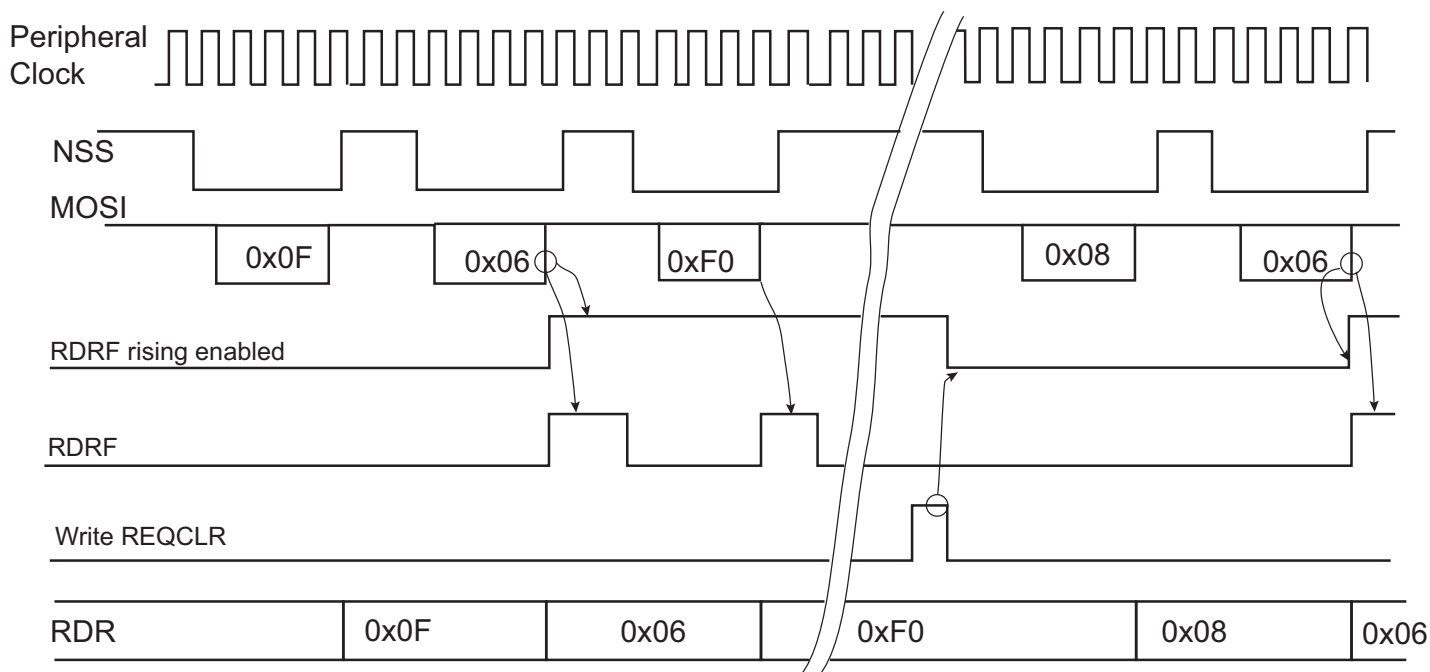 Peripheral
Clock
NSS
MOSI
0x0F
0x06
0xF0
0x08
0x06
RDRF rising enabled
RDRF
Write REQCLR
RDR
0x0F
0x06
0xF0
0x08
0x06